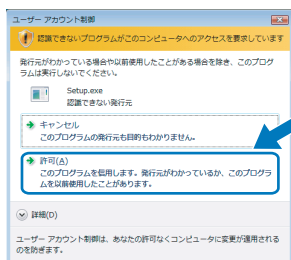 ユーザー アカウント制御
認識できないプログラムがこのコンピュータへのアクセスを要求しています
発行元がわかっている場合や以前使用したことがある場合を除き、このプログ
ラムは実行しないでください。
Setup.exe
認識できない発行元
キャンセル
このプログラムの発行元も目的もわかりません。
許可(A)
このプログラムを信用します。発行元がわかっているか、このプログラ
ムを以前使用したことがあります。
詳細(D)
ユーザー アカウント制御は、あなたの許可なくコンピュータに変更が適用される
のを防ぎます。